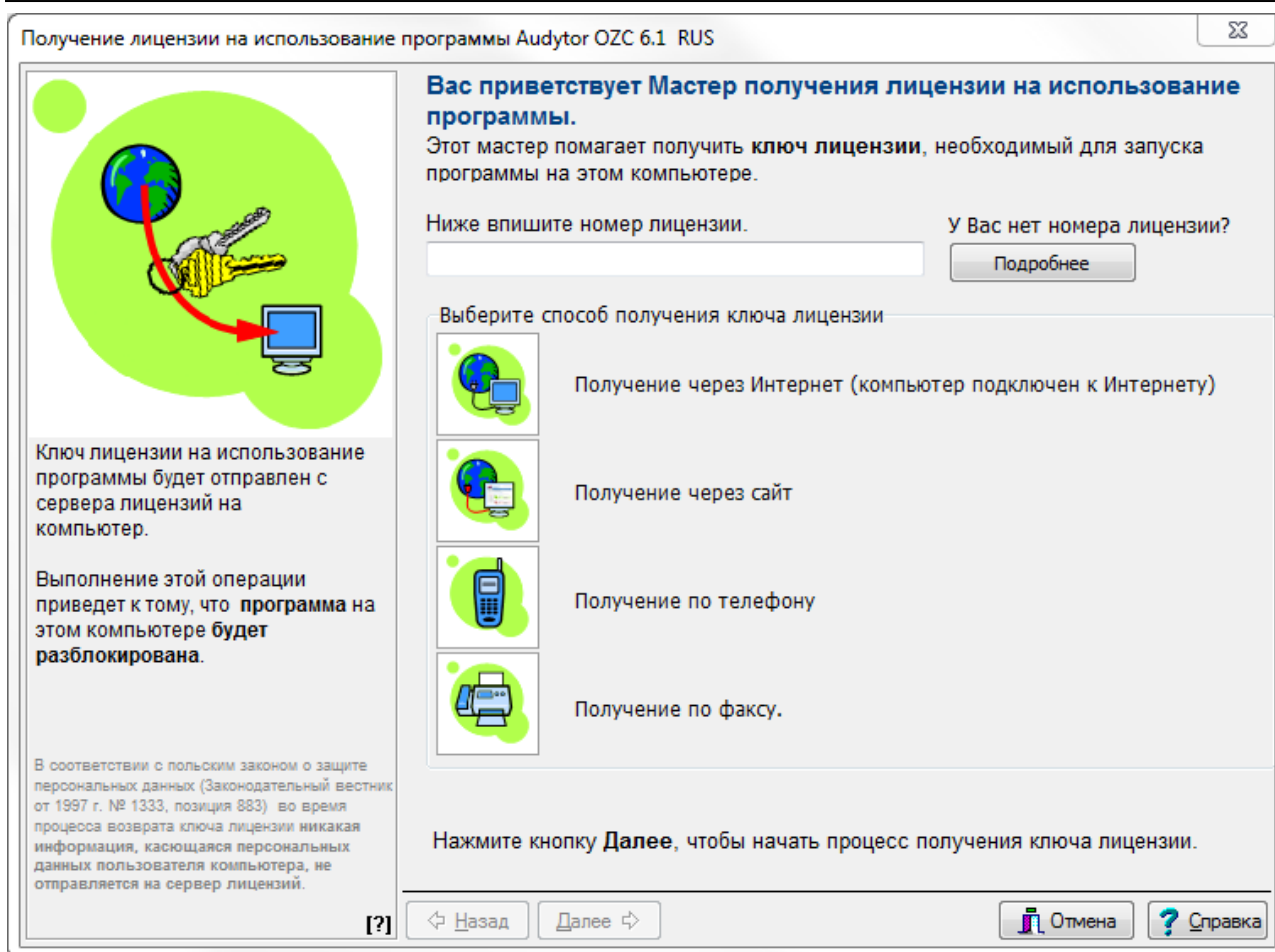 Получение лицензии на использование программы Audytor OZC 6.1 RUS
Вас приветствует Мастер получения лицензии на использование
программы.
Этот мастер помагает получить ключ лицензии, необходимый для запуска
программы на этом компьютере.
Ниже впишите номер лицензии.
У Вас нет номера лицензии?
Подробнее
Выберите способ получения ключа лицензии
Получение через Интернет (компьютер подключен к Интернету)
Получение через сайт
Получение по телефону
Получение по факсу.
Ключ лицензии на использование
программы будет отправлен с
сервера лицензий на
компьютер.
Выполнение этой операции
приведет к тому, что программа на
этом компьютере будет
разблокирована.
В соответствии с польским законом о защите
персональных данных (Законодательный вестник
от 1997 г. № 1333, позиция 883) во время
процесса возврата ключа лицензии никакая
информация, касющаяся персональных
данных пользователя компьютера, не
отправляется на сервер лицензий.
[?]
Нажмите кнопку Далее, чтобы начать процесс получения ключа лицензии.
Назад
Далее
Отмена
Справка